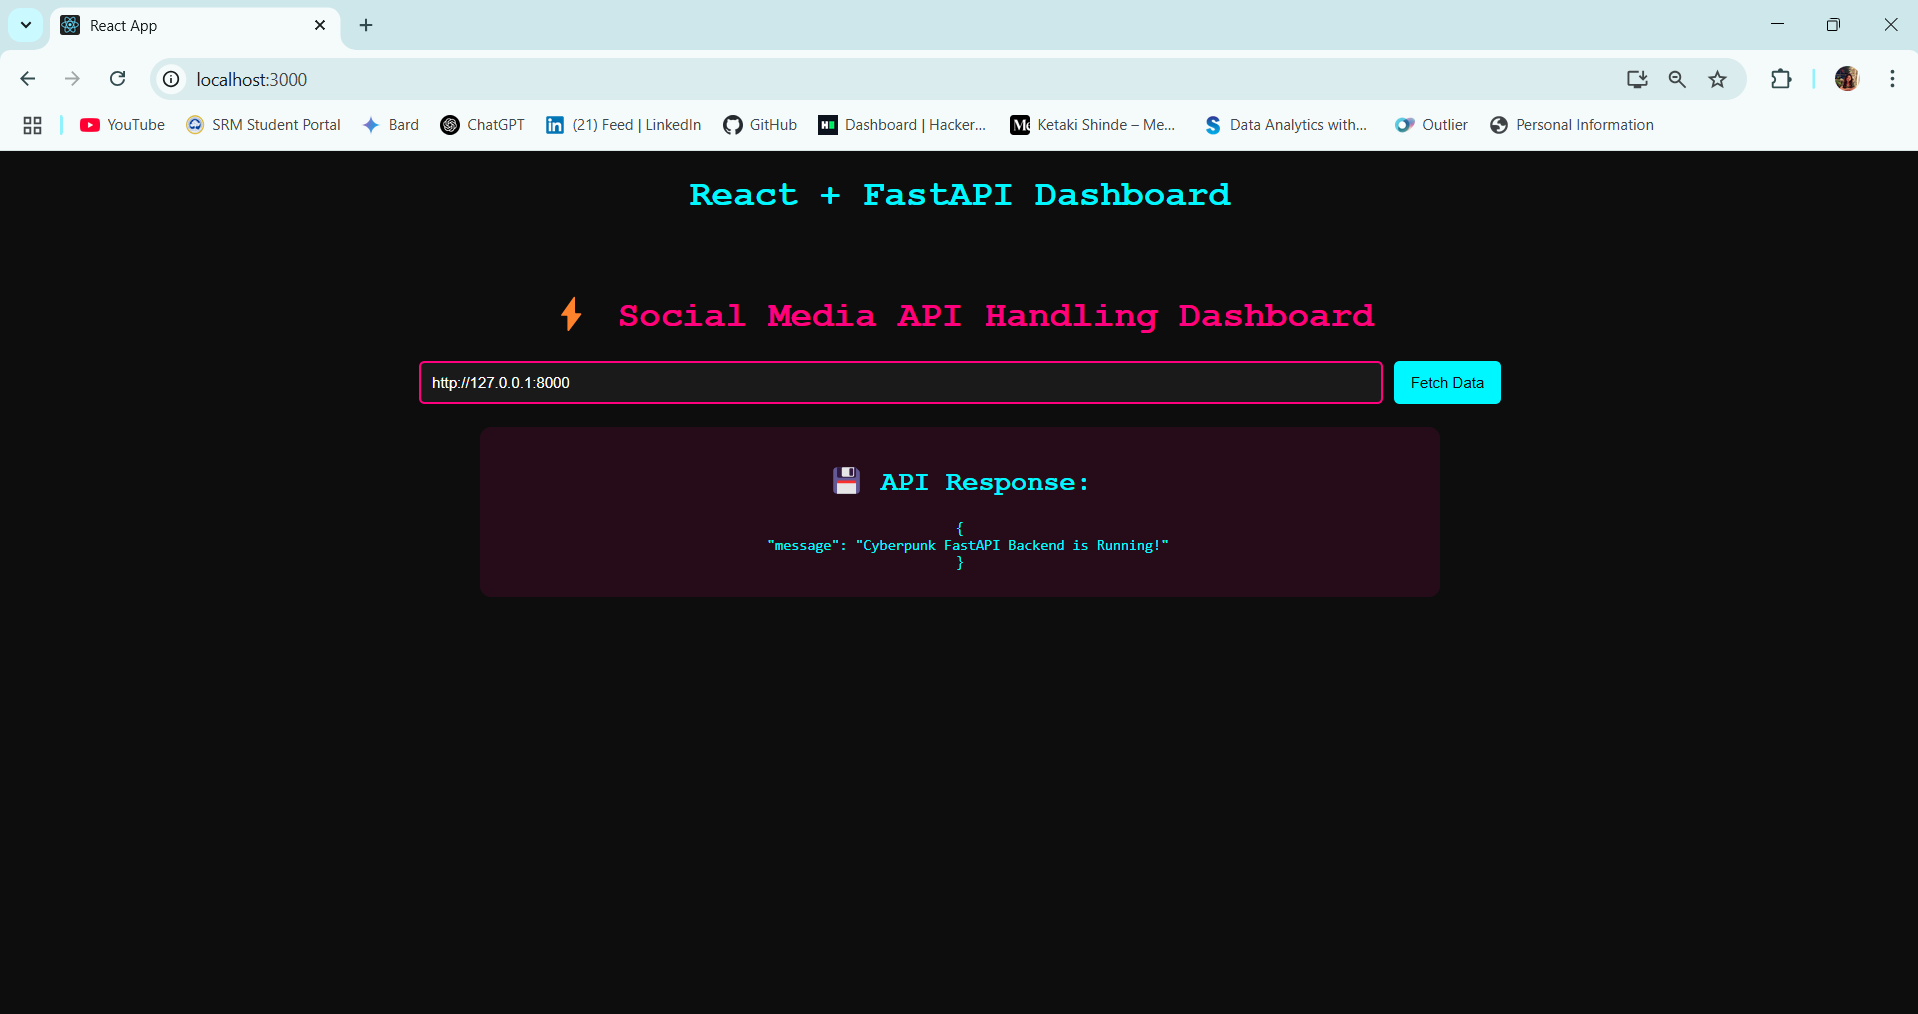 React App
localhost:3000
YouTube SRM Student Portal Bard ChatGPT (21) Feed | LinkedIn GitHub Dashboard | Hacker... Ketaki Shinde – Me... Data Analytics with... Outlier Personal Information
React + FastAPI Dashboard
⚡ Social Media API Handling Dashboard
http://127.0.0.1:8000 Fetch Data
💾 API Response:
{
"message": "Cyberpunk FastAPI Backend is Running!"
}